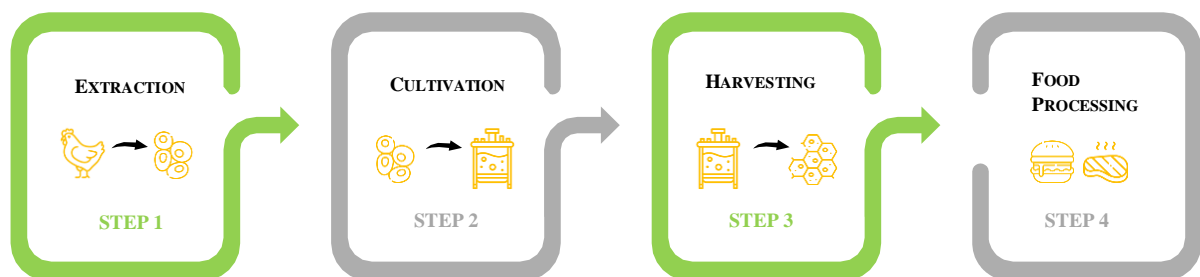 EXTRACTION
STEP 1
CULTIVATION
STEP 2
HARVESTING
STEP 3
FOOD
PROCESSING
STEP 4